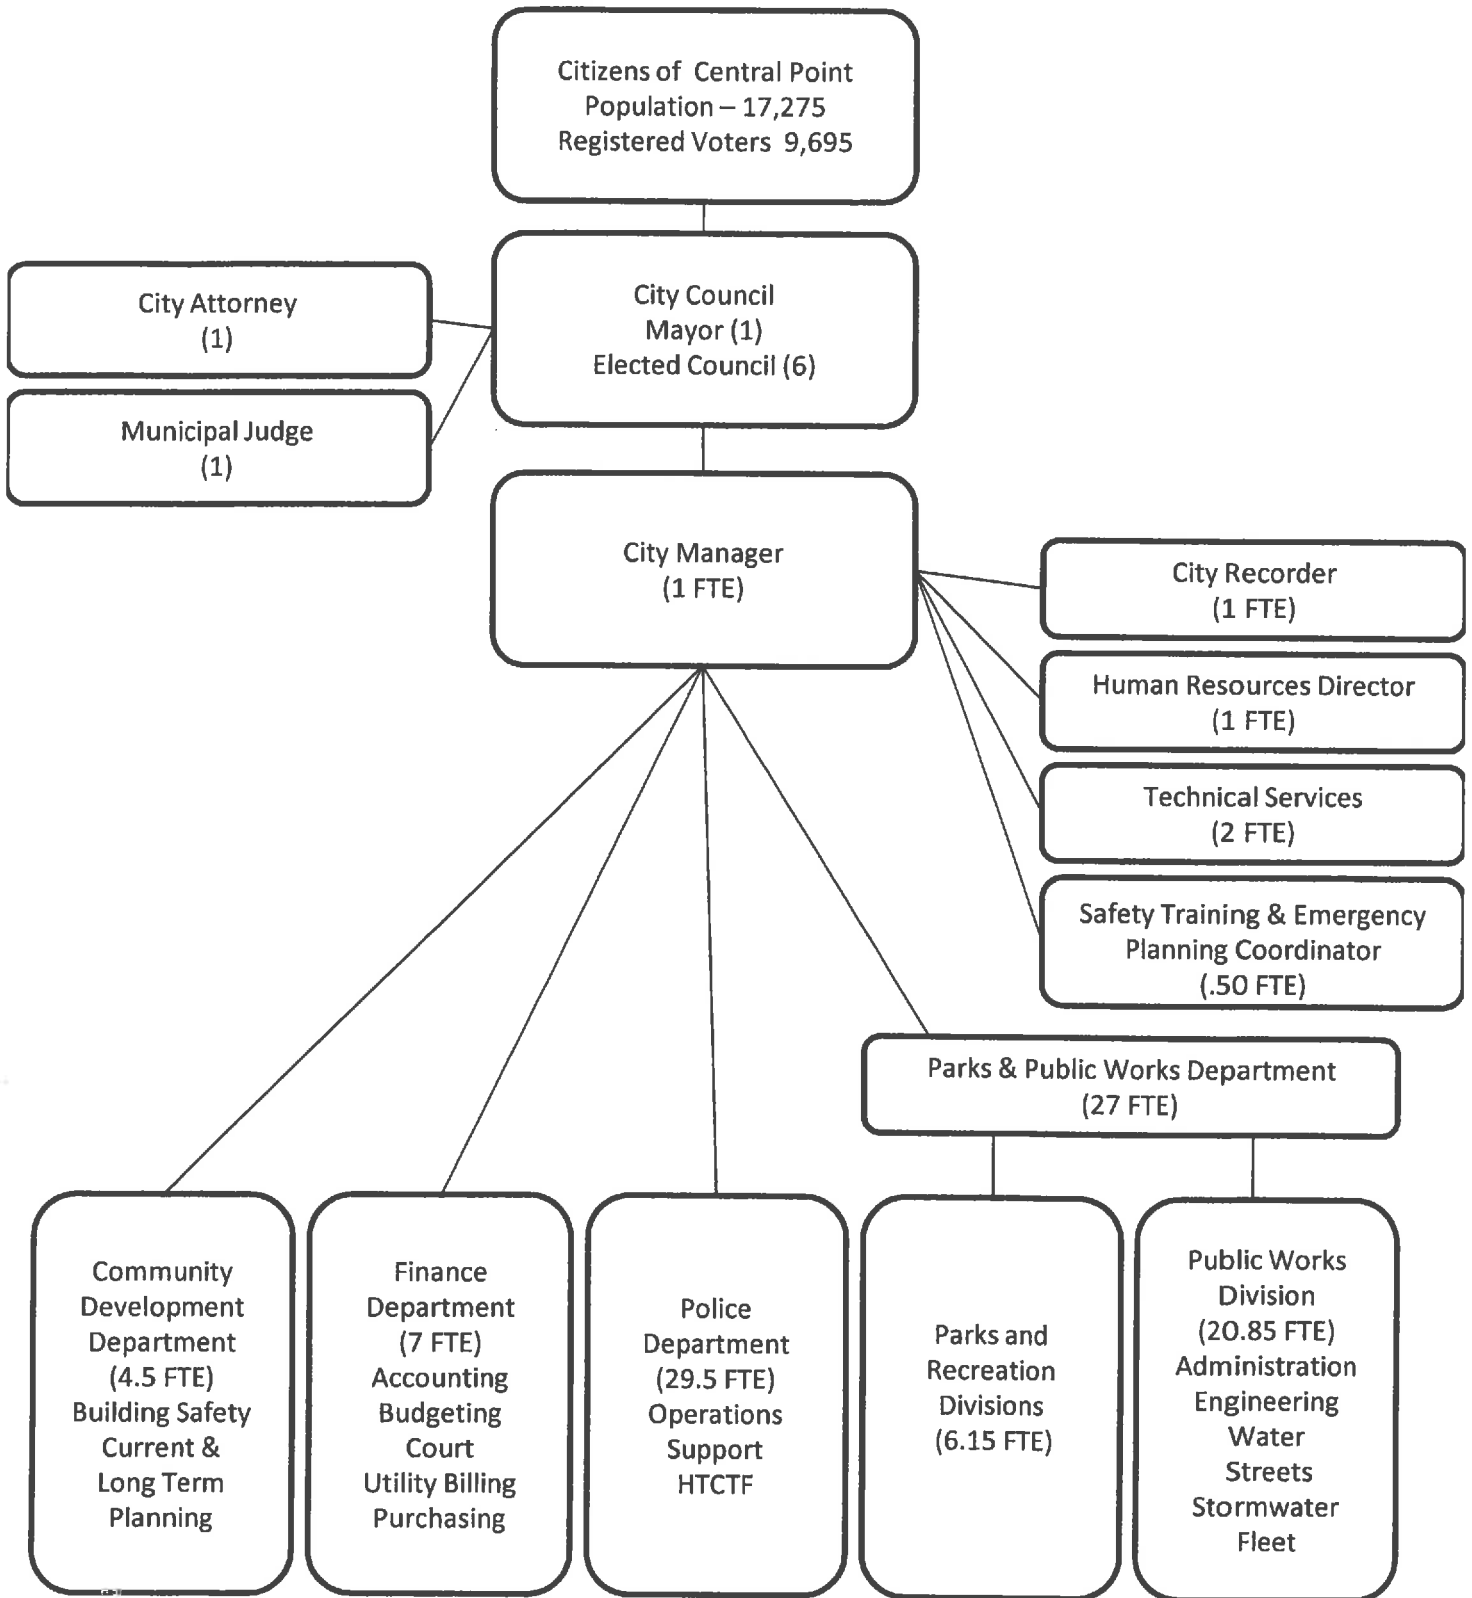 Citizens of Central Point
Population – 17,275
Registered Voters 9,695
City Attorney
(1)
Municipal Judge
(1)
City Council
Mayor (1)
Elected Council (6)
City Manager
(1 FTE)
City Recorder
(1 FTE)
Human Resources Director
(1 FTE)
Technical Services
(2 FTE)
Safety Training & Emergency
Planning Coordinator
(.50 FTE)
Parks & Public Works Department
(27 FTE)
Community
Development
Department
(4.5 FTE)
Building Safety
Current &
Long Term
Planning
Finance
Department
(7 FTE)
Accounting
Budgeting
Court
Utility Billing
Purchasing
Police
Department
(29.5 FTE)
Operations
Support
HTCTF
Parks and
Recreation
Divisions
(6.15 FTE)
Public Works
Division
(20.85 FTE)
Administration
Engineering
Water
Streets
Stormwater
Fleet